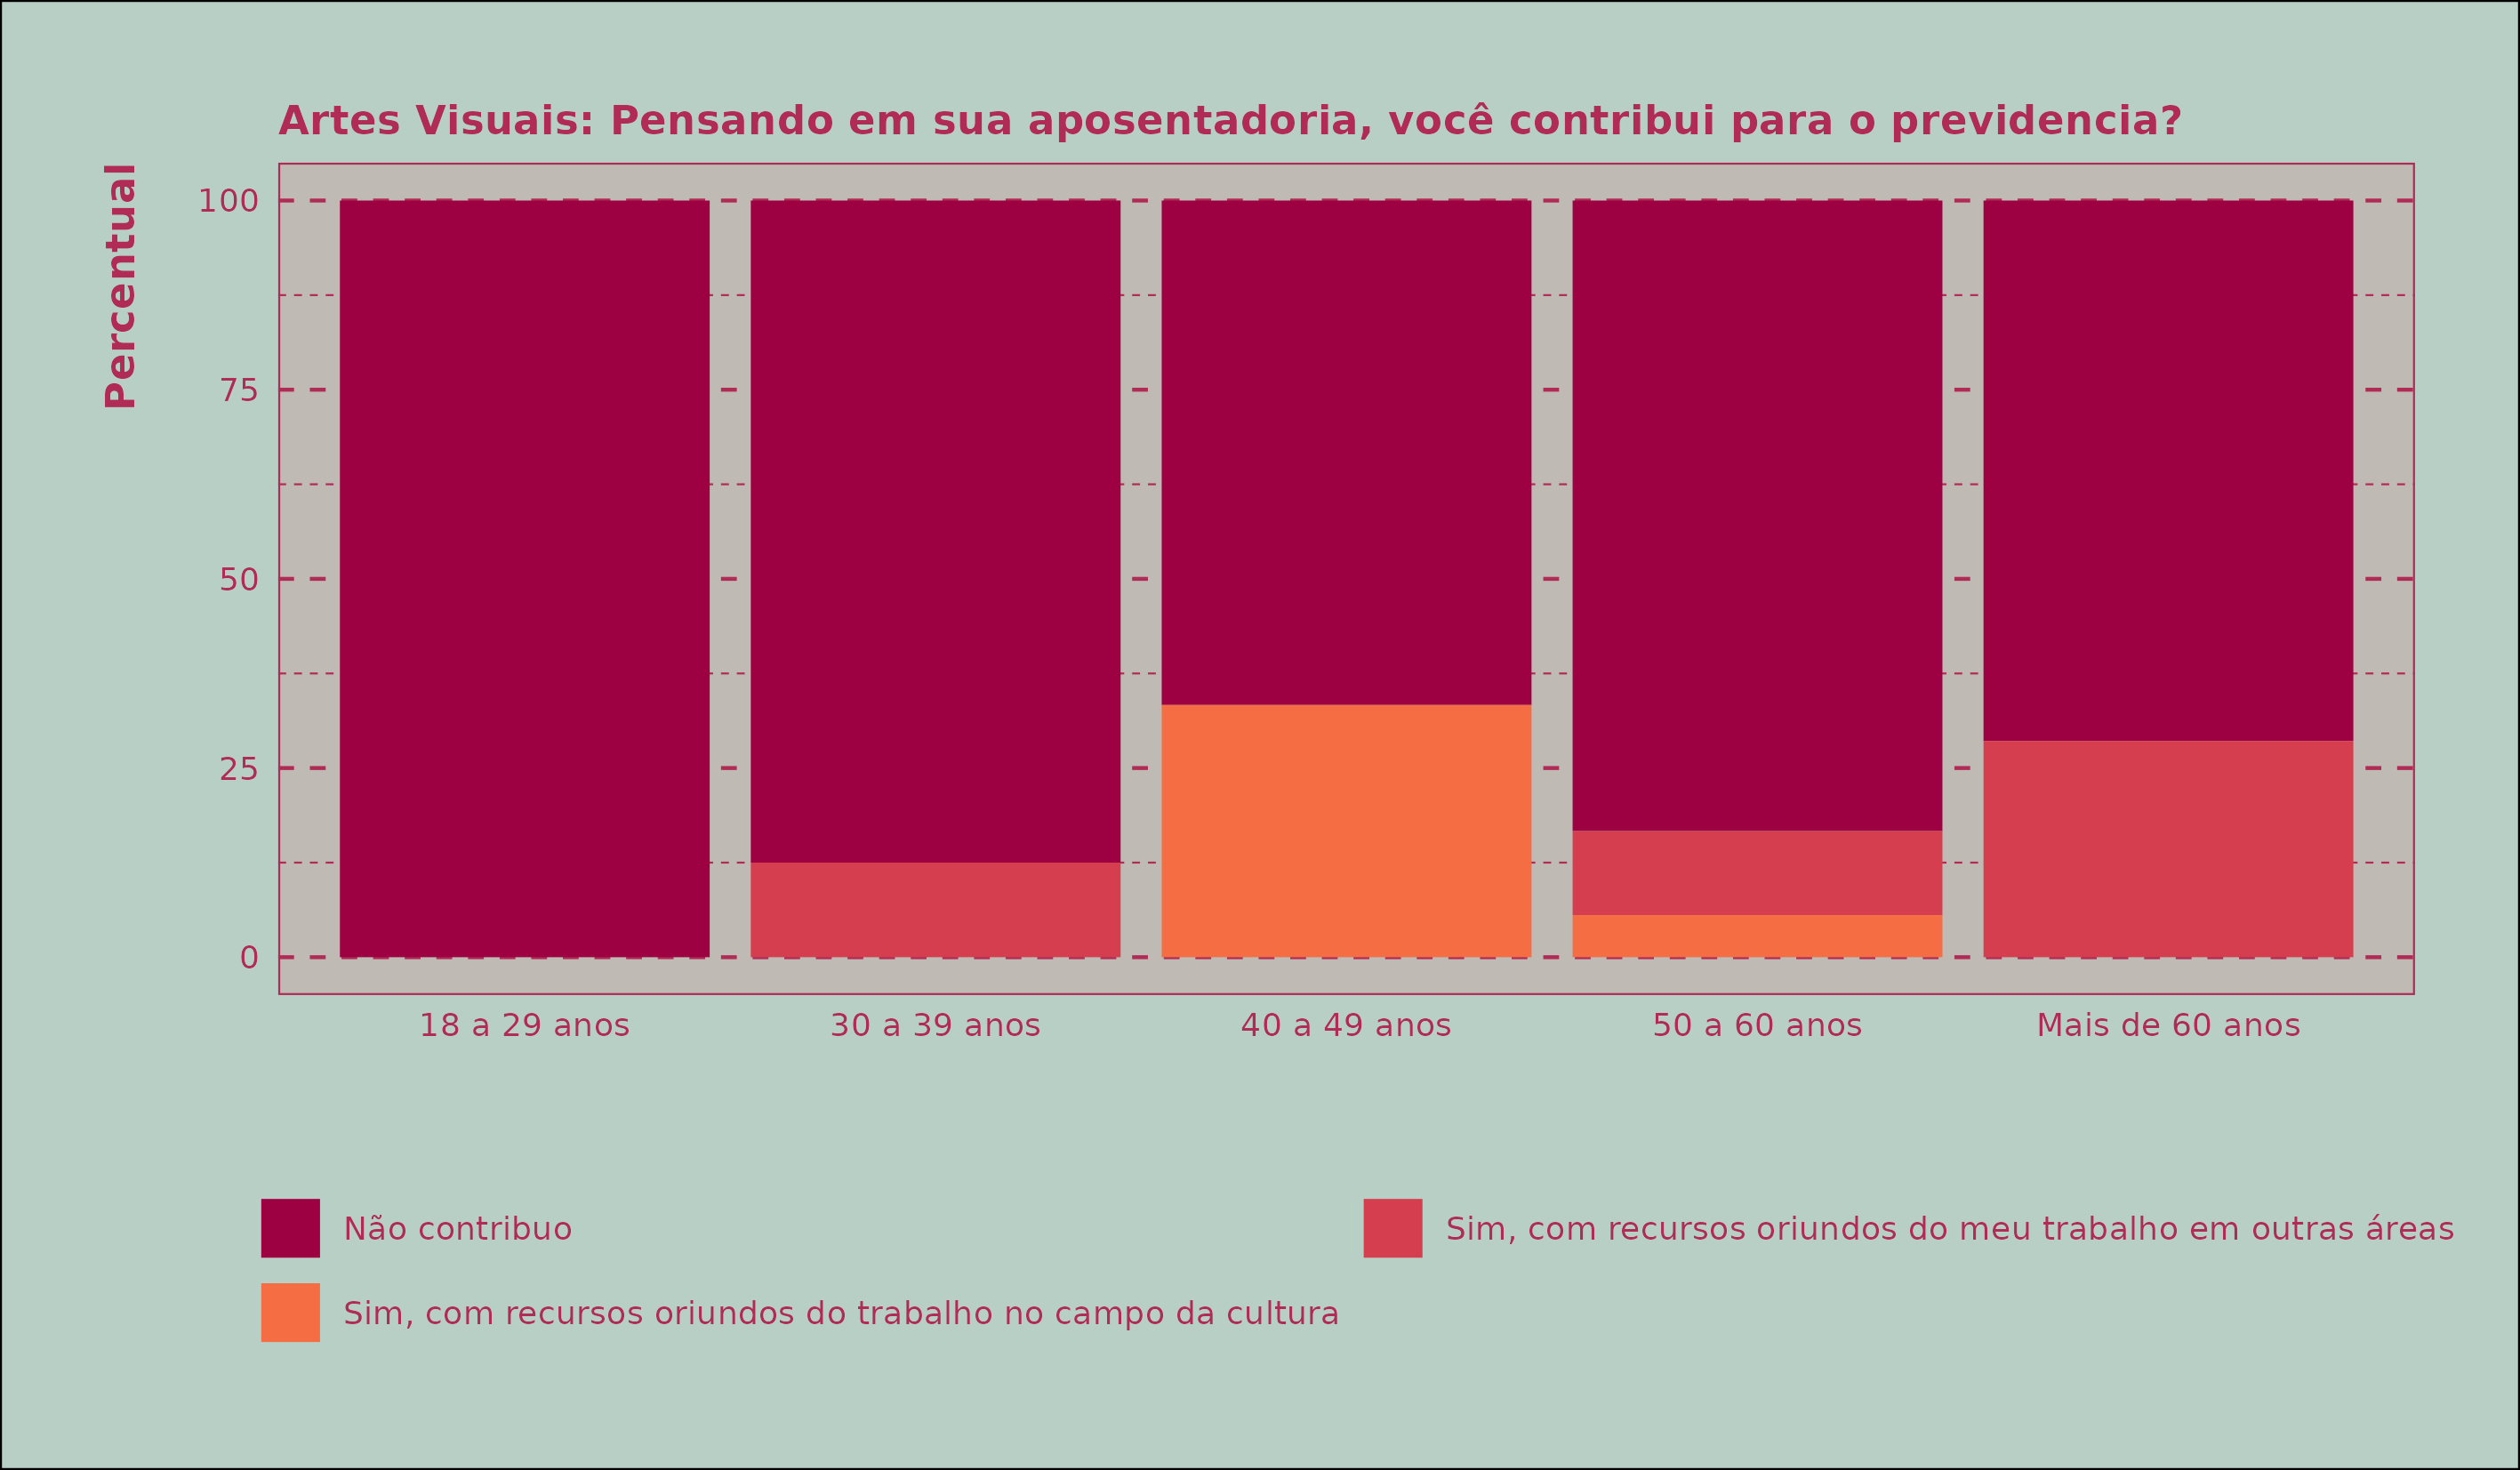 Artes Visuais: Pensando em sua aposentadoria, você contribui para o previdencia?
Percentual
100
75
50
25
0
18 a 29 anos
30 a 39 anos
40 a 49 anos
50 a 60 anos
Mais de 60 anos
Não contribuo
Sim, com recursos oriundos do meu trabalho em outras áreas
Sim, com recursos oriundos do trabalho no campo da cultura